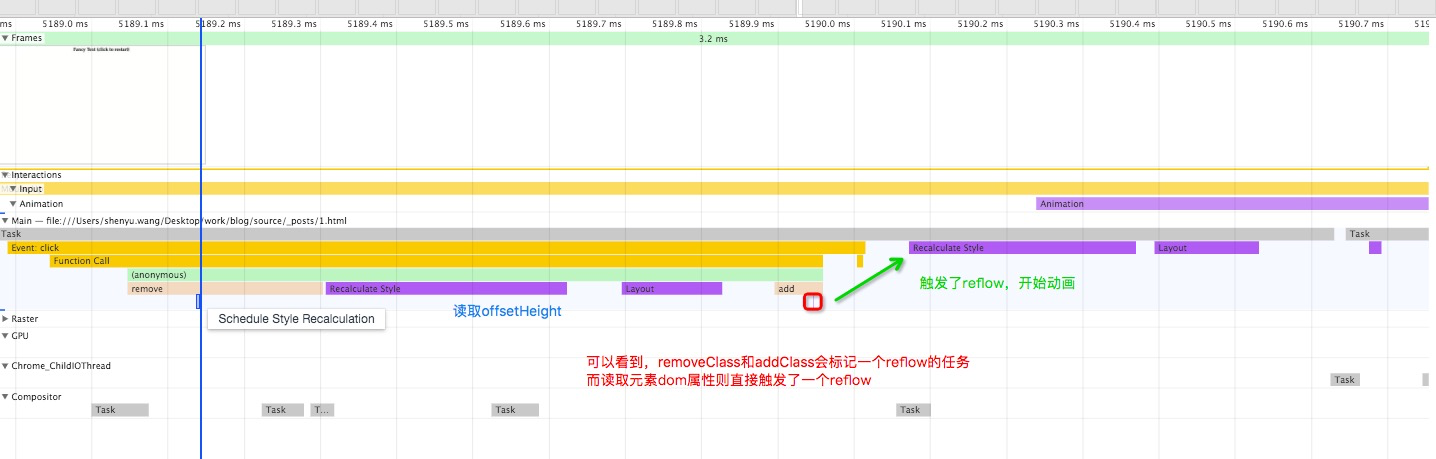 ms 5189.0 ms 5189.1 ms 5189.2 ms 5189.3 ms 5189.4 ms 5189.5 ms 5189.6 ms 5189.7 ms 5189.8 ms 5189.9 ms 5190.0 ms 5190.1 ms 5190.2 ms 5190.3 ms 5190.4 ms 5190.5 ms 5190.6 ms 5190.7 ms 519
Frames 3.2 ms
Fancy Text (click to restart)
Interactions
Input
Animation Animation
Main — file:///Users/shenyu.wang/Desktop/work/blog/source/_posts/1.html
Task Task
Event: click Recalculate Style Layout
Function Call
(anonymous)
触发了reflow，开始动画
remove Recalculate Style Layout add
读取offsetHeight
Schedule Style Recalculation
Raster
GPU
可以看到，removeClass和addClass会标记一个reflow的任务
Chrome_ChildIOThread
而读取元素dom属性则直接触发了一个reflow
Task
Compositor
Task Task T... Task Task